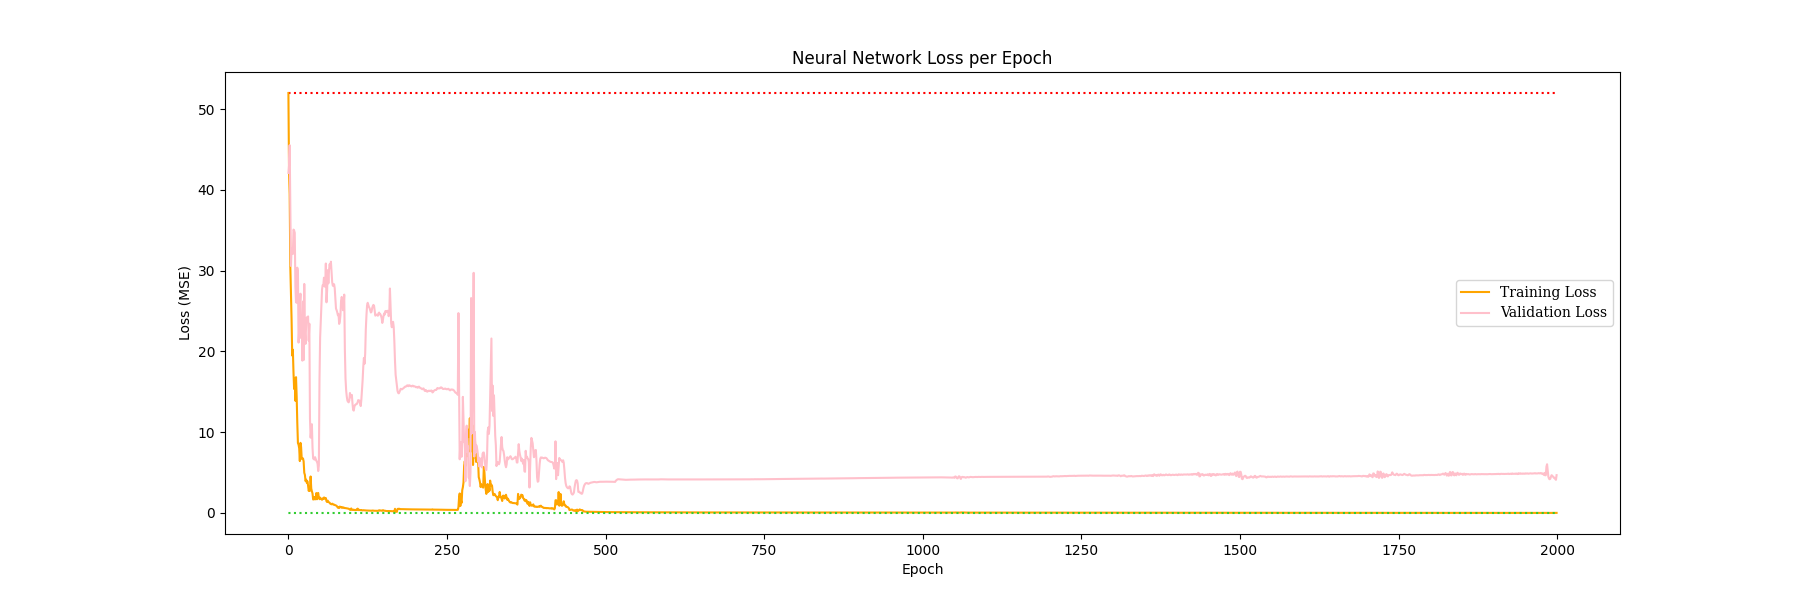 Neural Network Loss per Epoch
Loss (MSE)
50
40
30
20
10
0
Training Loss
Validation Loss
0 250 500 750 1000 1250 1500 1750 2000
Epoch